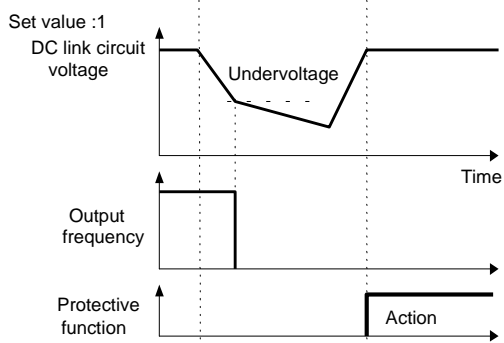 Set value :1
DC link circuit
voltage
Undervoltage
Time
Output
frequency
Protective
function
Action